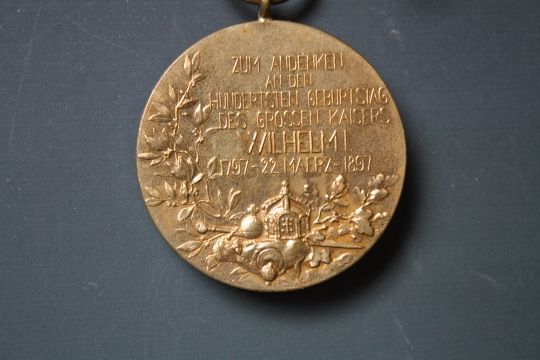 ZUM ANDENKEN
AN DEN
HUNDERTSTEN GEBURTSTAG
DES GROSSEN KAISERS
WILHELM I
1797-22 MAERZ-1897